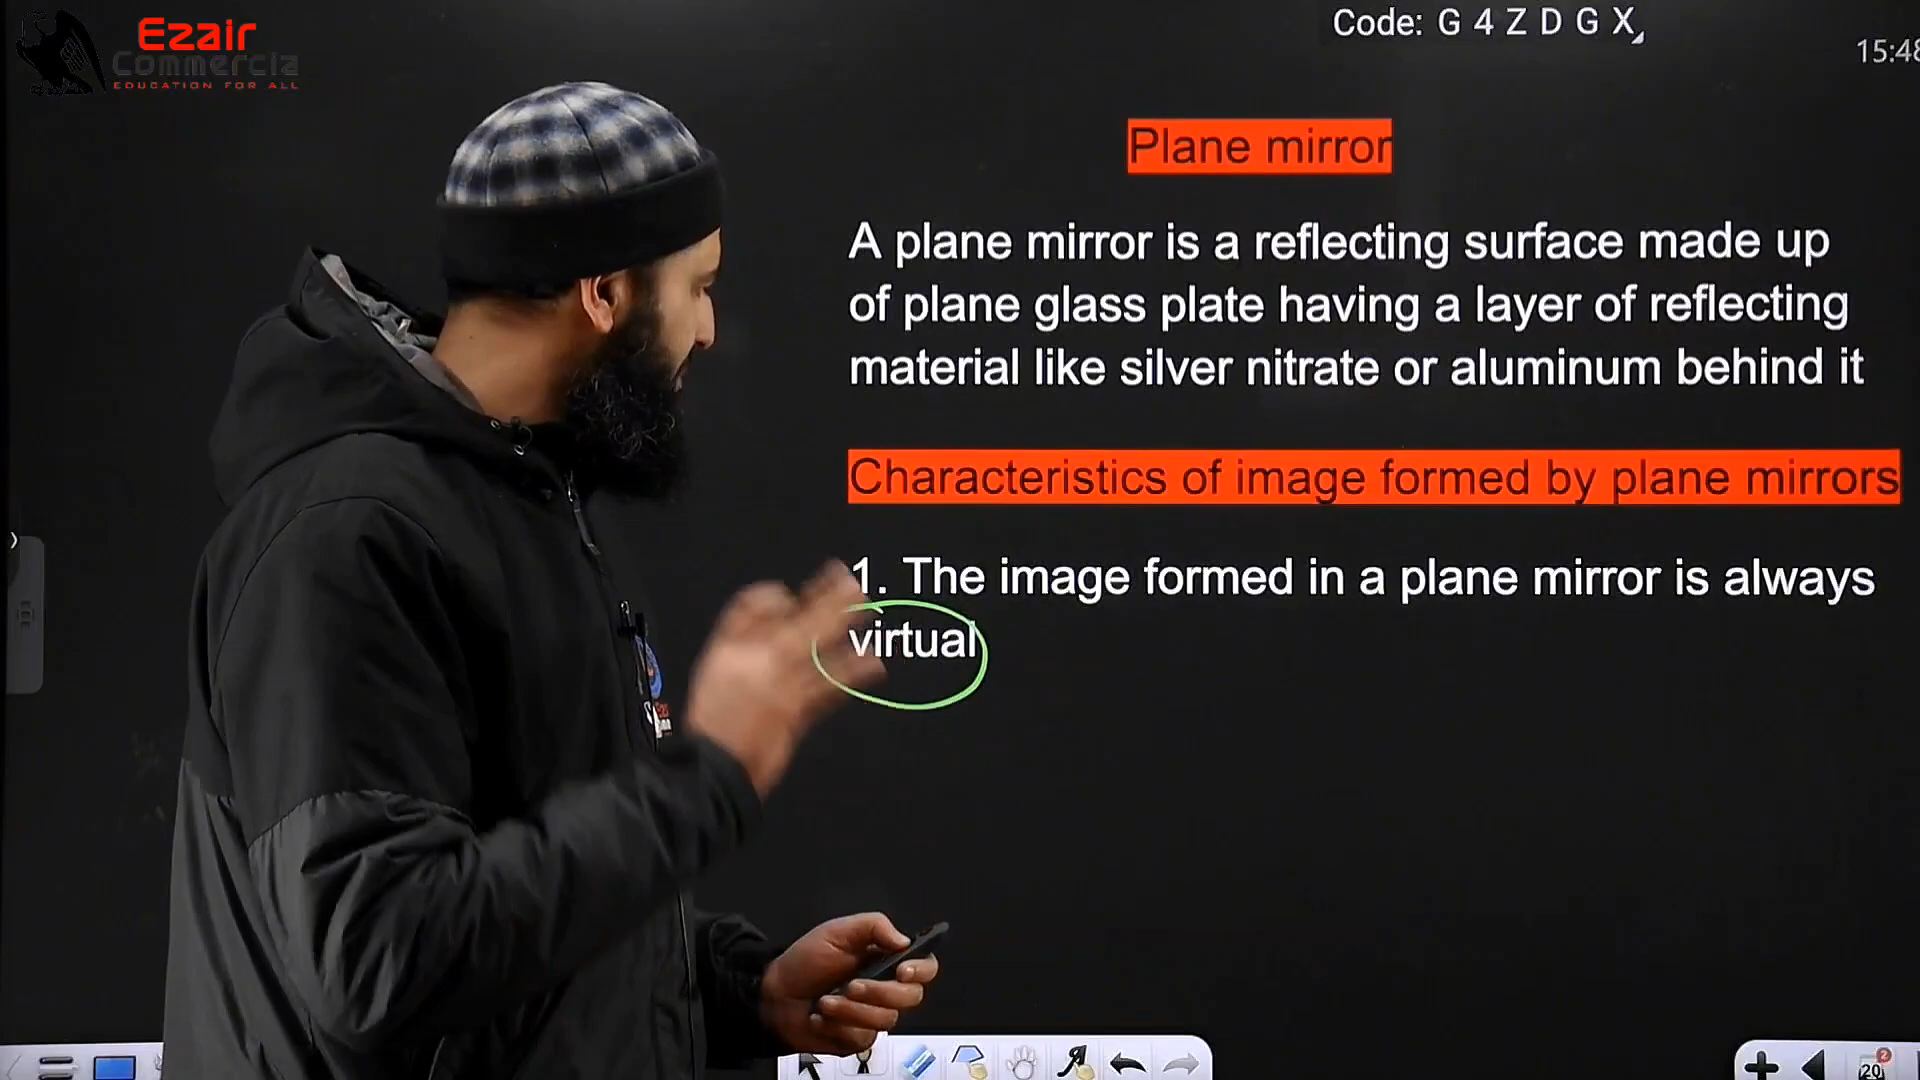 Ezair
Commercia
EDUCATION FOR ALL
Code: G 4 Z D G X
15:48
Plane mirror
A plane mirror is a reflecting surface made up
of plane glass plate having a layer of reflecting
material like silver nitrate or aluminum behind it
Characteristics of image formed by plane mirrors
1. The image formed in a plane mirror is always
virtual
2
20